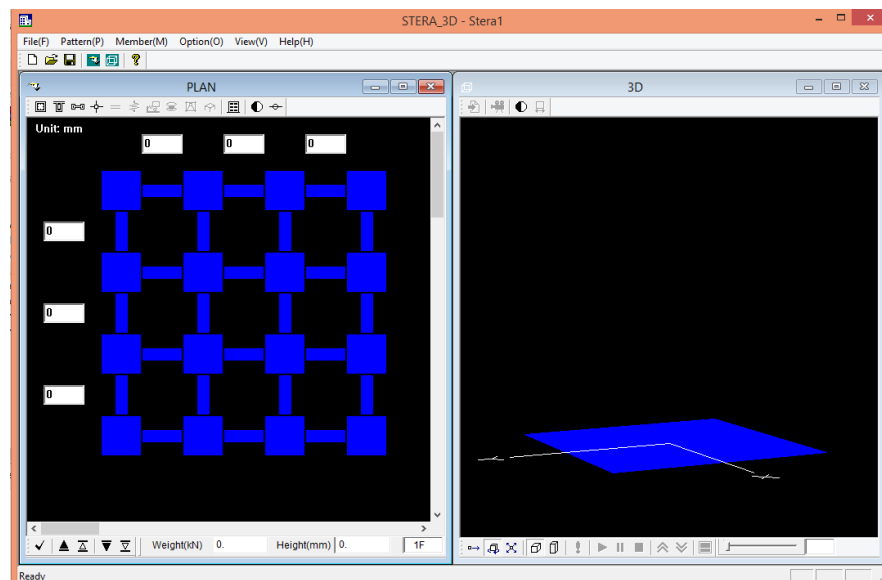 STERA_3D - Stera1
File(F) Pattern(P) Member(M) Option(O) View(V) Help(H)
PLAN
Unit: mm
0 0 0
0
0
0
Weight(kN) 0. Height(mm) 0. 1F
3D
Ready